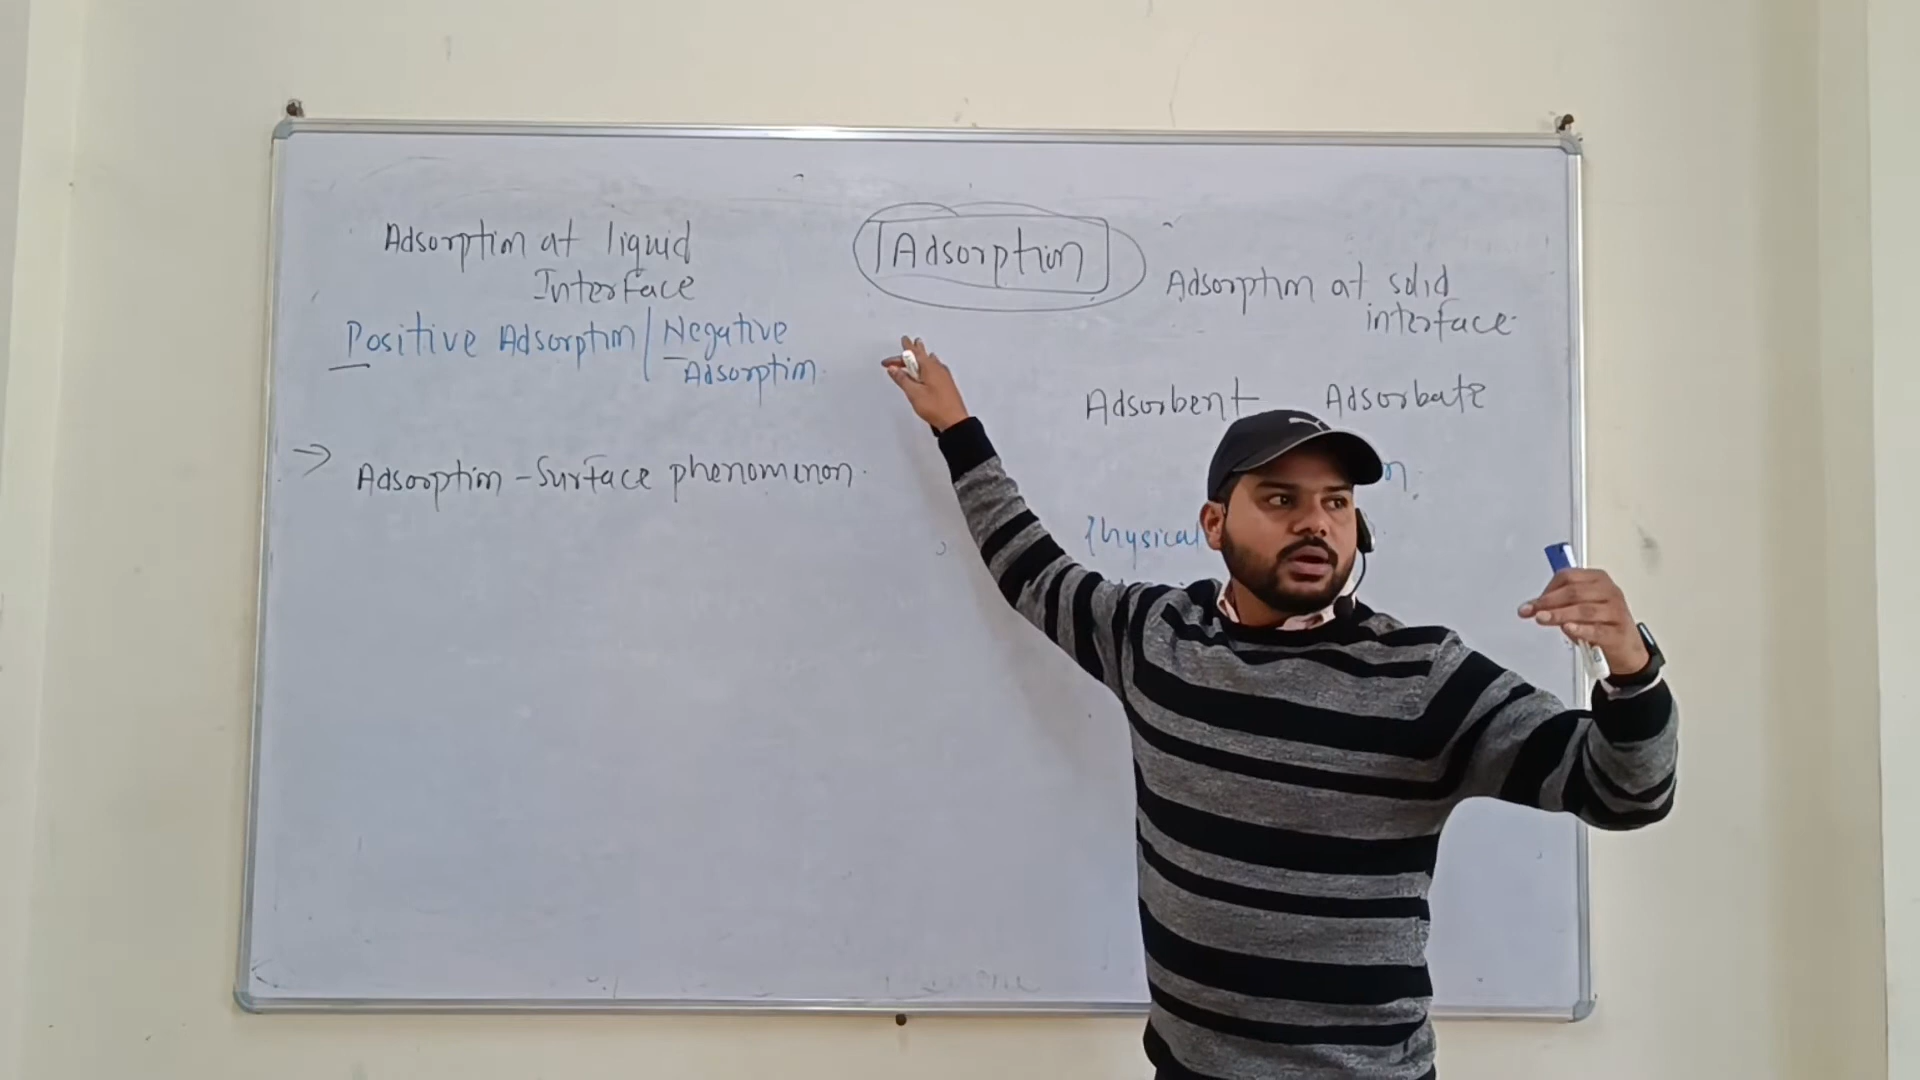 Adsorption
Adsorption at liquid
Interface
Positive Adsorption / Negative
Adsorption.
→ Adsorption - Surface phenomenon.
Adsorption at solid
interface.
Adsorbent Adsorbate
Physical